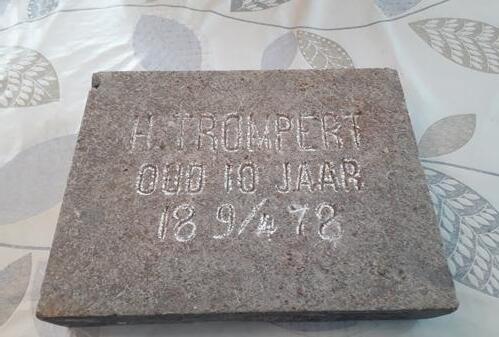 H. TROMPERT
OUD 10 JAAR
18 9/4 78